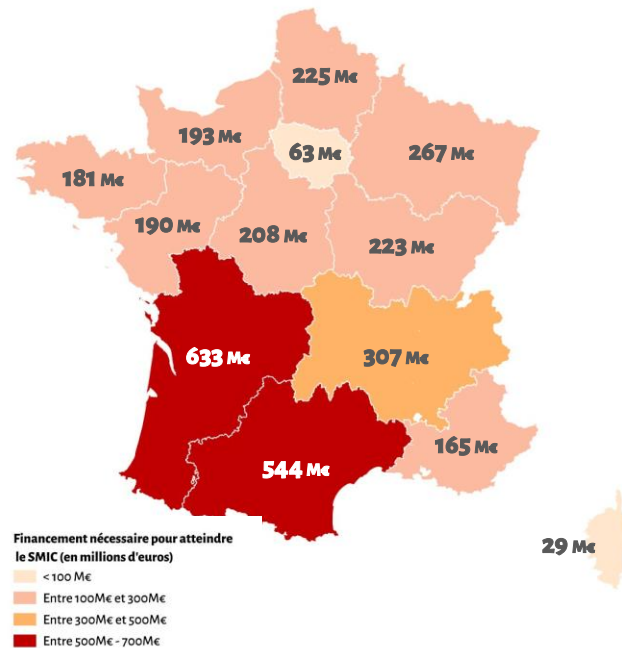 225 M€
193 M€
63 M€
267 M€
181 M€
190 M€
208 M€
223 M€
633 M€
307 M€
165 M€
544 M€
29 M€
Financement nécessaire pour atteindre
le SMIC (en millions d'euros)
< 100 M€
Entre 100M€ et 300M€
Entre 300M€ et 500M€
Entre 500M€ - 700M€